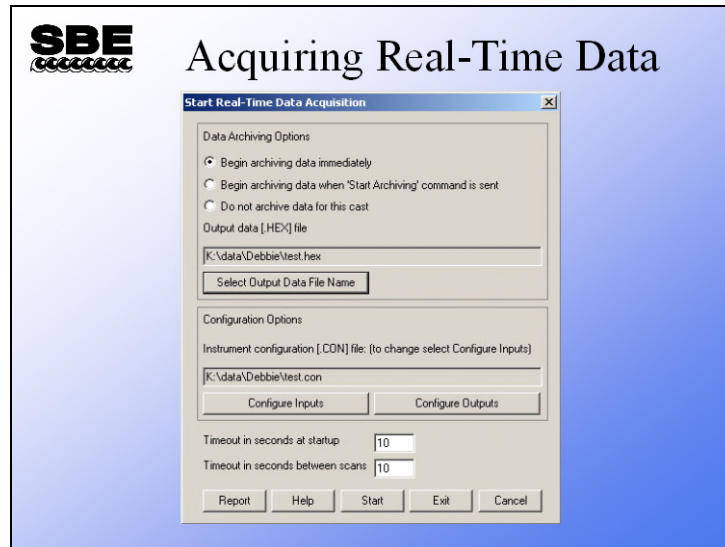 SBE
Acquiring Real-Time Data
Start Real-Time Data Acquisition
Data Archiving Options
Begin archiving data immediately
Begin archiving data when 'Start Archiving' command is sent
Do not archive data for this cast
Output data [.HEX] file
K:\data\Debbie\test.hex
Select Output Data File Name
Configuration Options
Instrument configuration [.CON] file: (to change select Configure Inputs)
K:\data\Debbie\test.con
Configure Inputs Configure Outputs
Timeout in seconds at startup 10
Timeout in seconds between scans 10
Report Help Start Exit Cancel